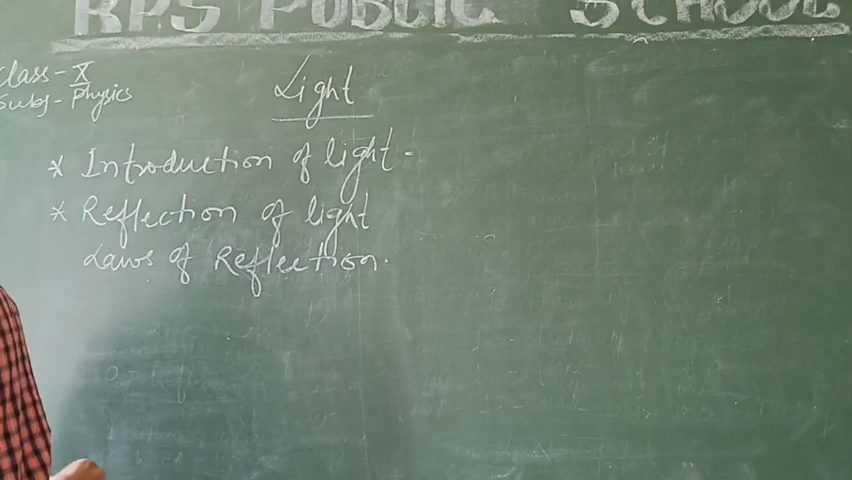 RPS PUBLIC SCHOOL
Class - X
Subj - Physics
Light
* Introduction of light -
* Reflection of light
Laws of Reflection.